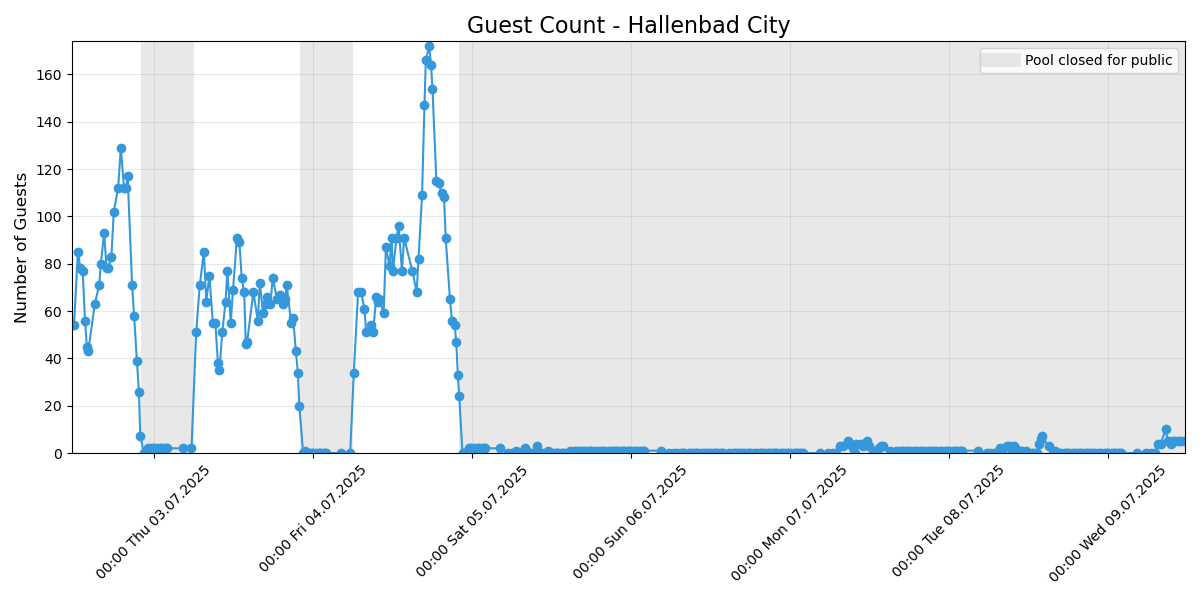 Guest Count - Hallenbad City
Pool closed for public
Number of Guests
160
140
120
100
80
60
40
20
0
00:00 Thu 03.07.2025
00:00 Fri 04.07.2025
00:00 Sat 05.07.2025
00:00 Sun 06.07.2025
00:00 Mon 07.07.2025
00:00 Tue 08.07.2025
00:00 Wed 09.07.2025